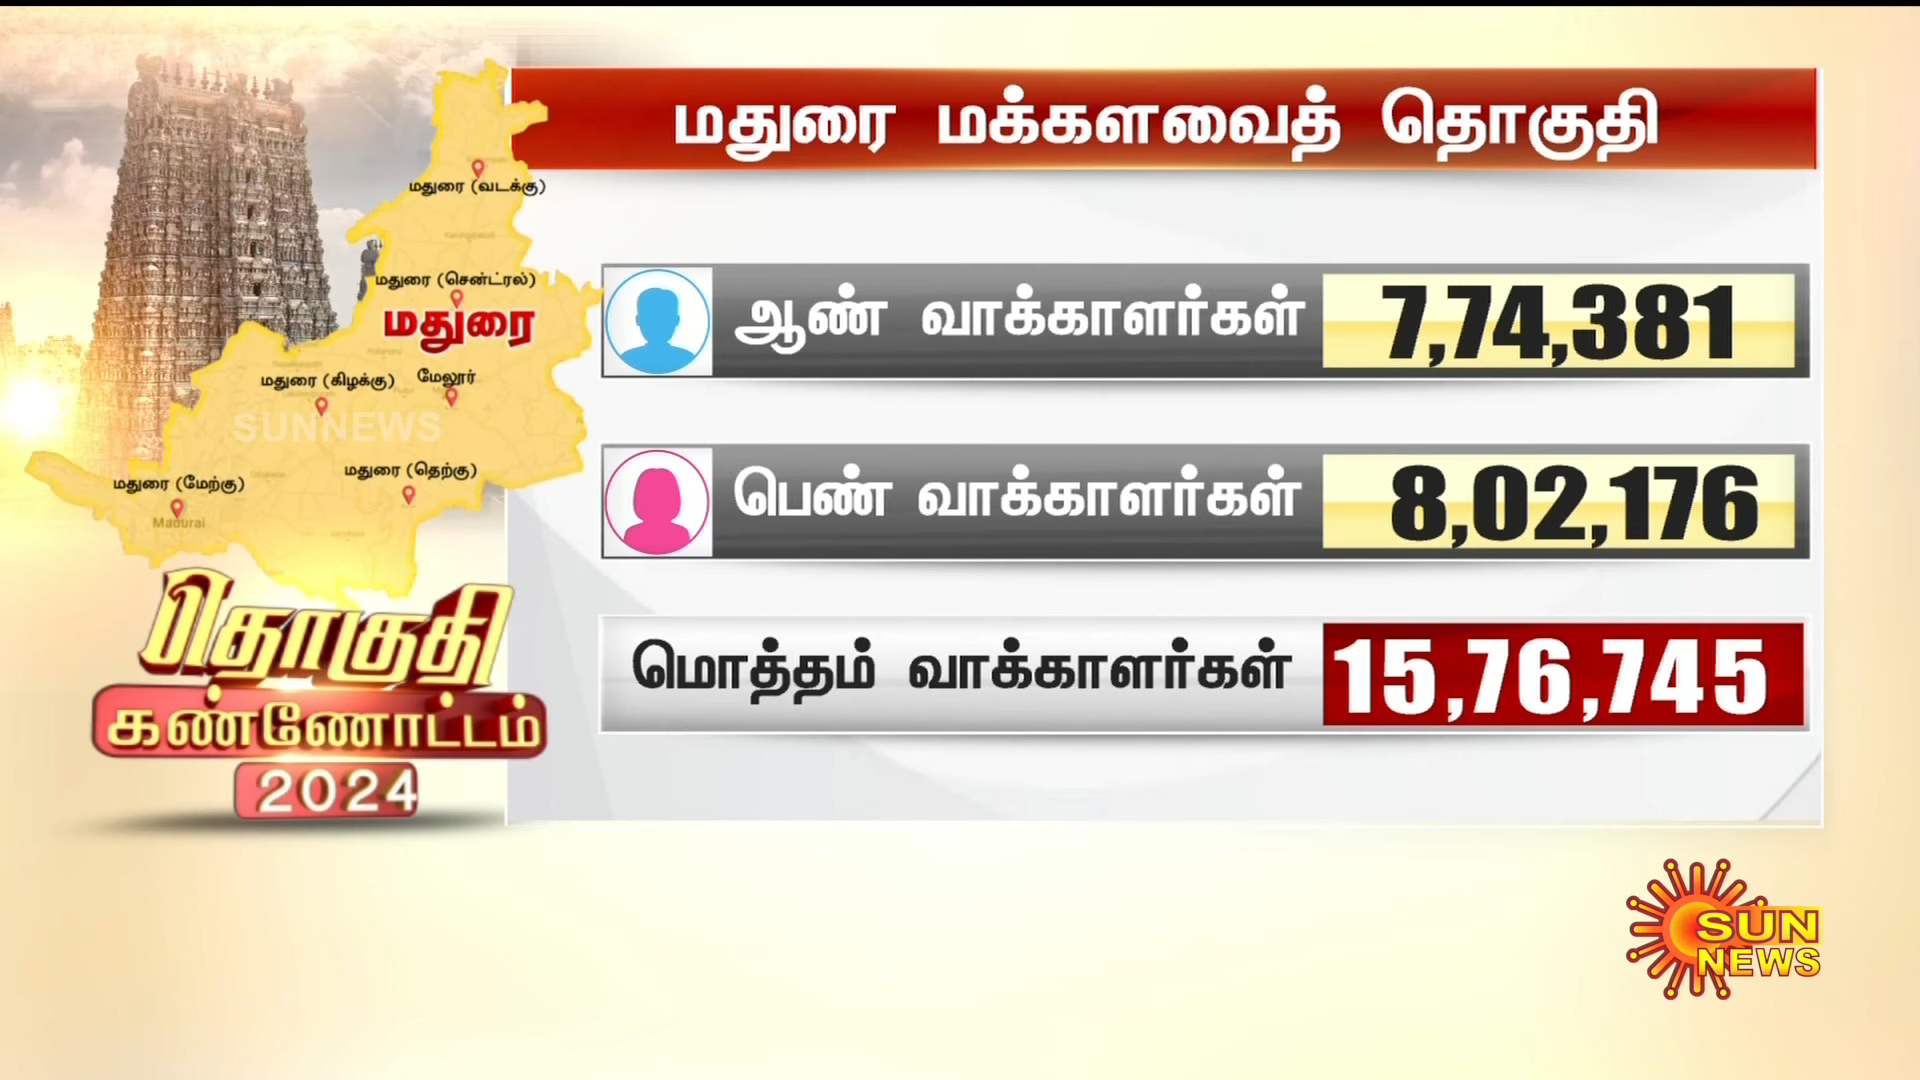 மதுரை மக்களவைத் தொகுதி
மதுரை (வடக்கு)
மதுரை (சென்ட்ரல்)
மதுரை
மதுரை (கிழக்கு)
மேலூர்
SUNNEWS
மதுரை (மேற்கு)
மதுரை (தெற்கு)
Madurai
ஆண் வாக்காளர்கள் 7,74,381
பெண் வாக்காளர்கள் 8,02,176
மொத்தம் வாக்காளர்கள் 15,76,745
தொகுதி
கண்ணோட்டம்
2024
SUN
NEWS